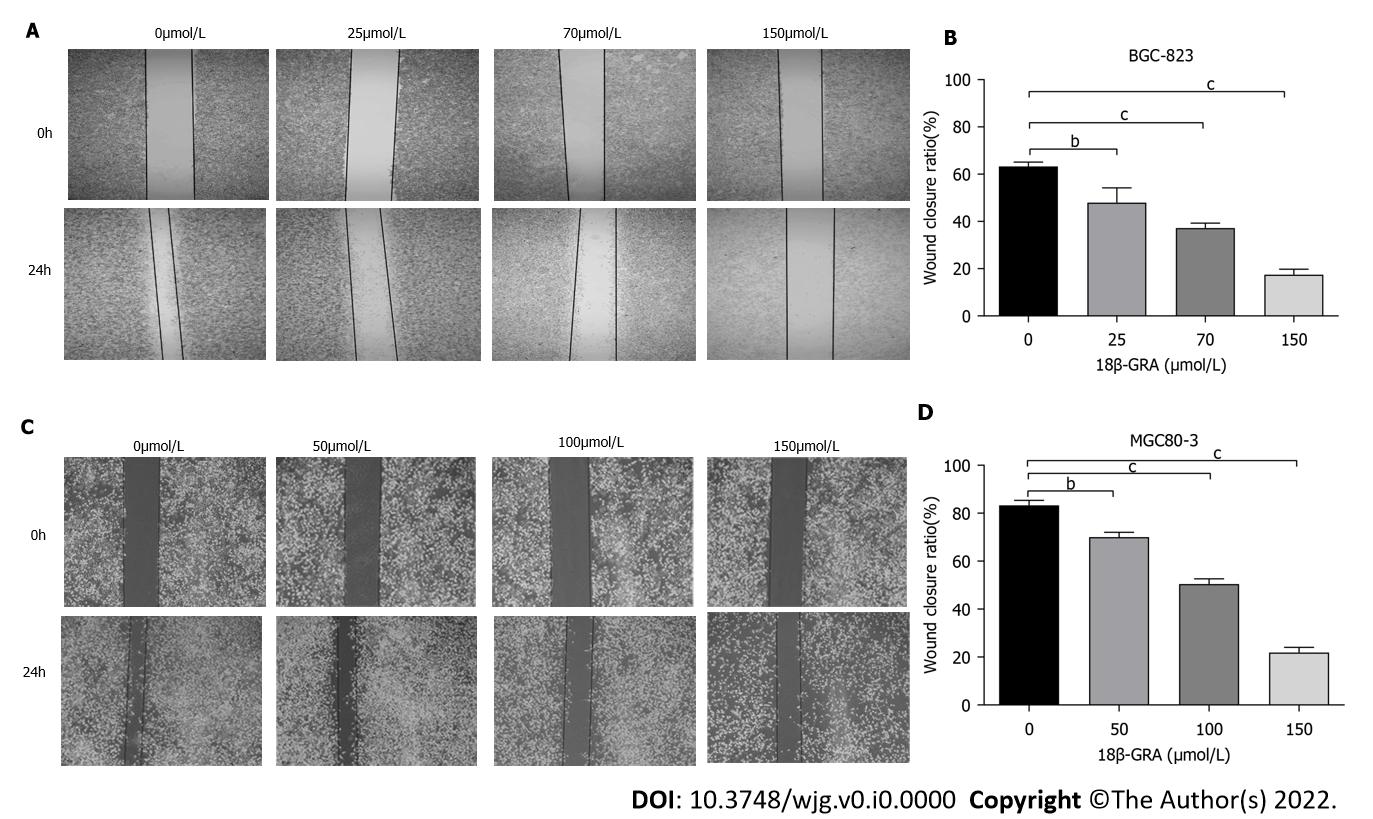 A
0µmol/L 25µmol/L 70µmol/L 150µmol/L
0h
24h
B
BGC-823
Wound closure ratio(%)
100
80
60
40
20
0
c
c
b
0 25 70 150
18β-GRA (µmol/L)
C
0µmol/L 50µmol/L 100µmol/L 150µmol/L
0h
24h
D
MGC80-3
Wound closure ratio(%)
100
80
60
40
20
0
c
c
b
0 50 100 150
18β-GRA (µmol/L)
DOI: 10.3748/wjg.v0.i0.0000 Copyright ©The Author(s) 2022.